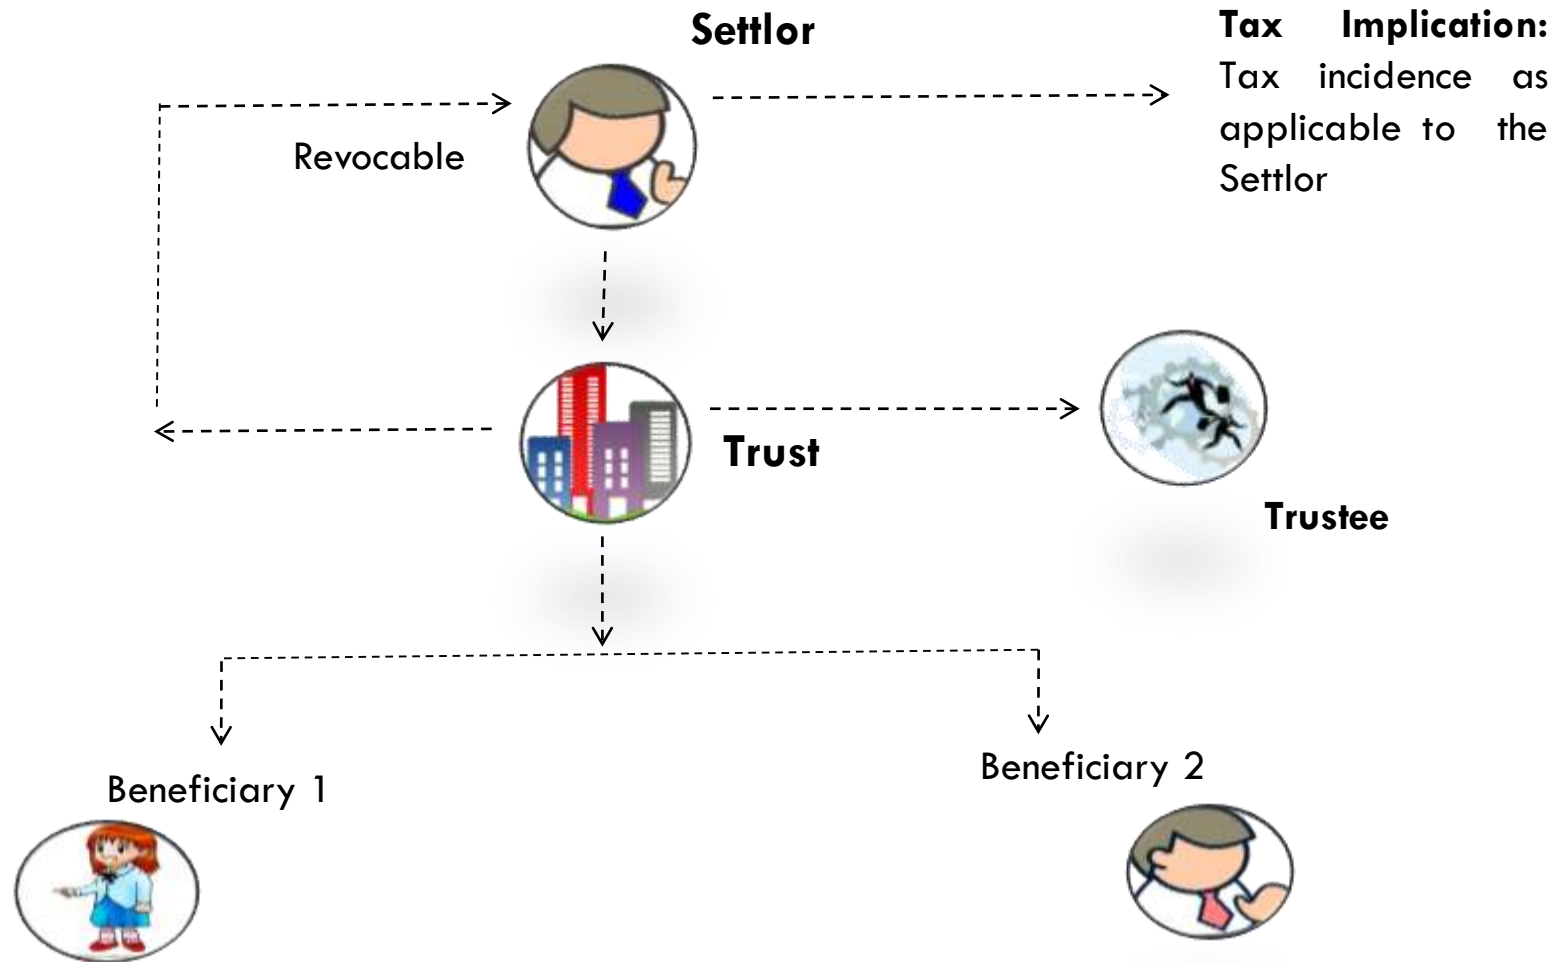 Settlor
Tax Implication:
Tax incidence as
applicable to the
Settlor
Revocable
Trust
Trustee
Beneficiary 1
Beneficiary 2